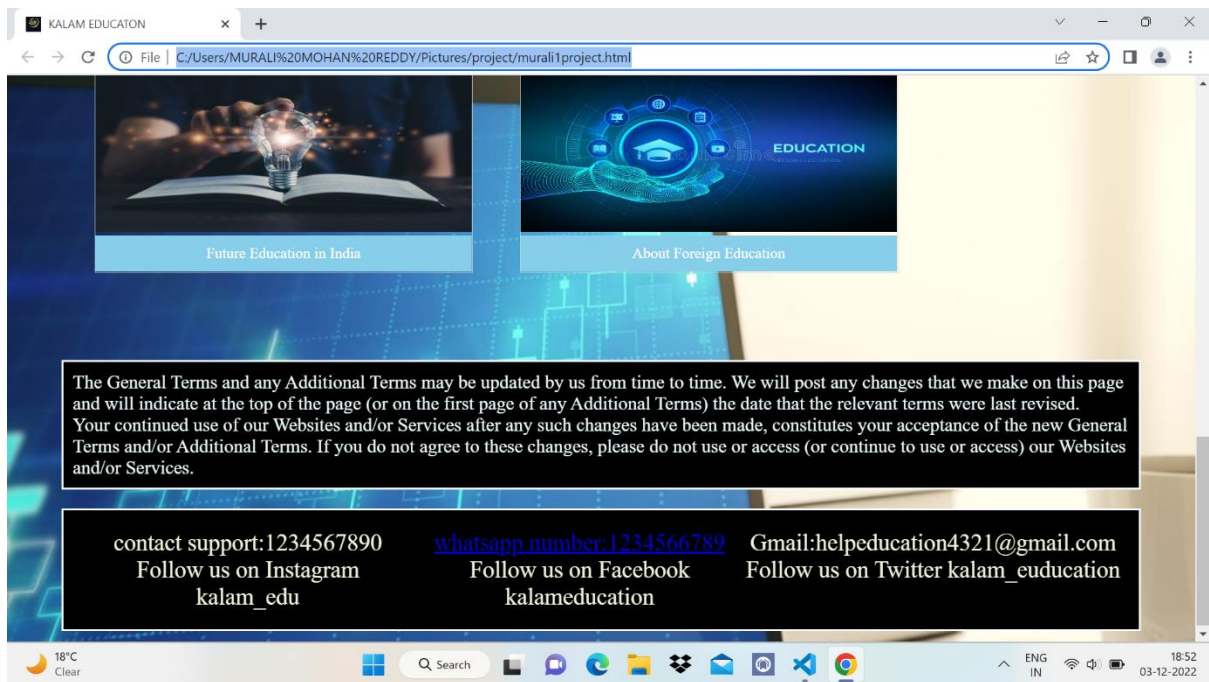 KALAM EDUCATON
File
C:/Users/MURALI%20MOHAN%20REDDY/Pictures/project/murali1project.html
EDUCATION
Future Education in India
About Foreign Education
The General Terms and any Additional Terms may be updated by us from time to time. We will post any changes that we make on this page
and will indicate at the top of the page (or on the first page of any Additional Terms) the date that the relevant terms were last revised.
Your continued use of our Websites and/or Services after any such changes have been made, constitutes your acceptance of the new General
Terms and/or Additional Terms. If you do not agree to these changes, please do not use or access (or continue to use or access) our Websites
and/or Services.
contact support:1234567890
Follow us on Instagram
kalam_edu
whatsapp number:1234566789
Follow us on Facebook
kalameducation
Gmail:helpeducation4321@gmail.com
Follow us on Twitter kalam_euducation
18°C
Clear
Search
ENG
IN
18:52
03-12-2022